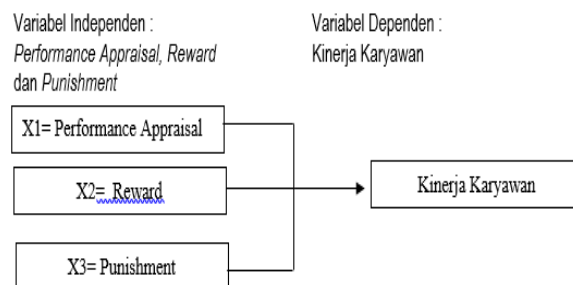 Variabel Independen :
Performance Appraisal, Reward
dan Punishment
Variabel Dependen :
Kinerja Karyawan
X1= Performance Appraisal
X2= Reward
X3= Punishment
Kinerja Karyawan